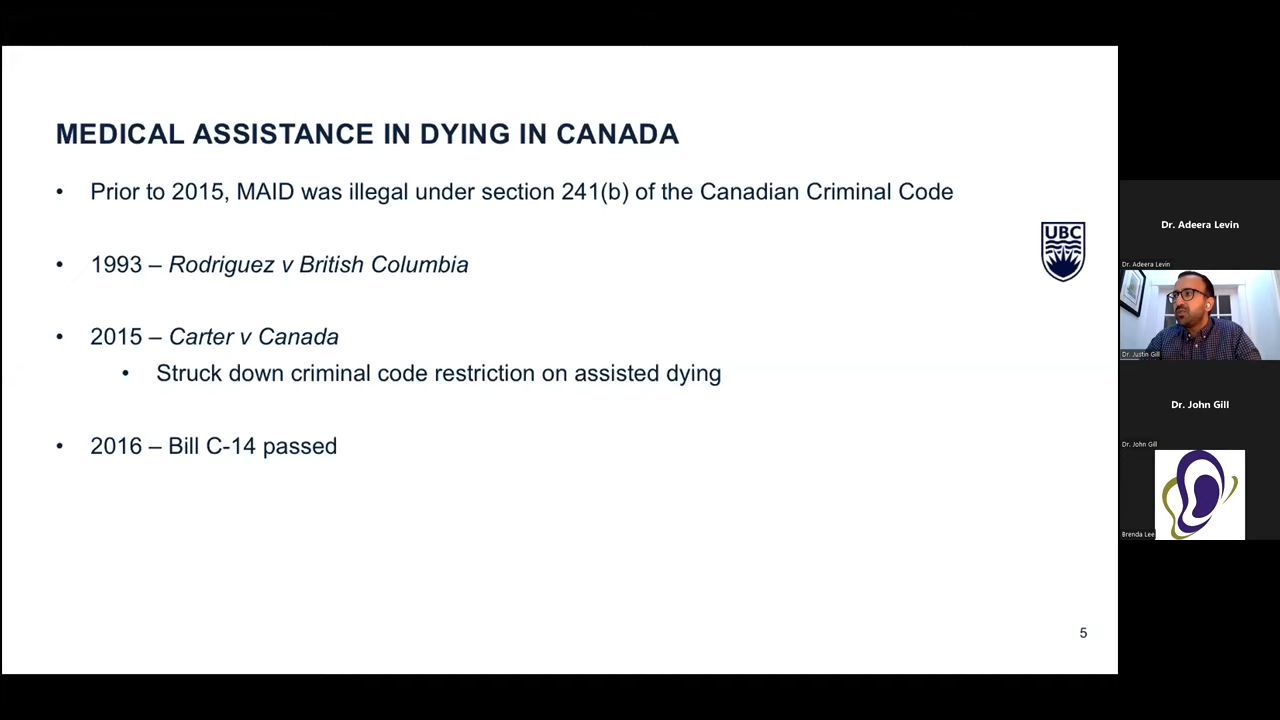 MEDICAL ASSISTANCE IN DYING IN CANADA
• Prior to 2015, MAID was illegal under section 241(b) of the Canadian Criminal Code
• 1993 – Rodriguez v British Columbia
• 2015 – Carter v Canada
• Struck down criminal code restriction on assisted dying
• 2016 – Bill C-14 passed
UBC
5
Dr. Adeera Levin
Dr. Adeera Levin
Dr. Justin Gill
Dr. John Gill
Dr. John Gill
Brenda Lee